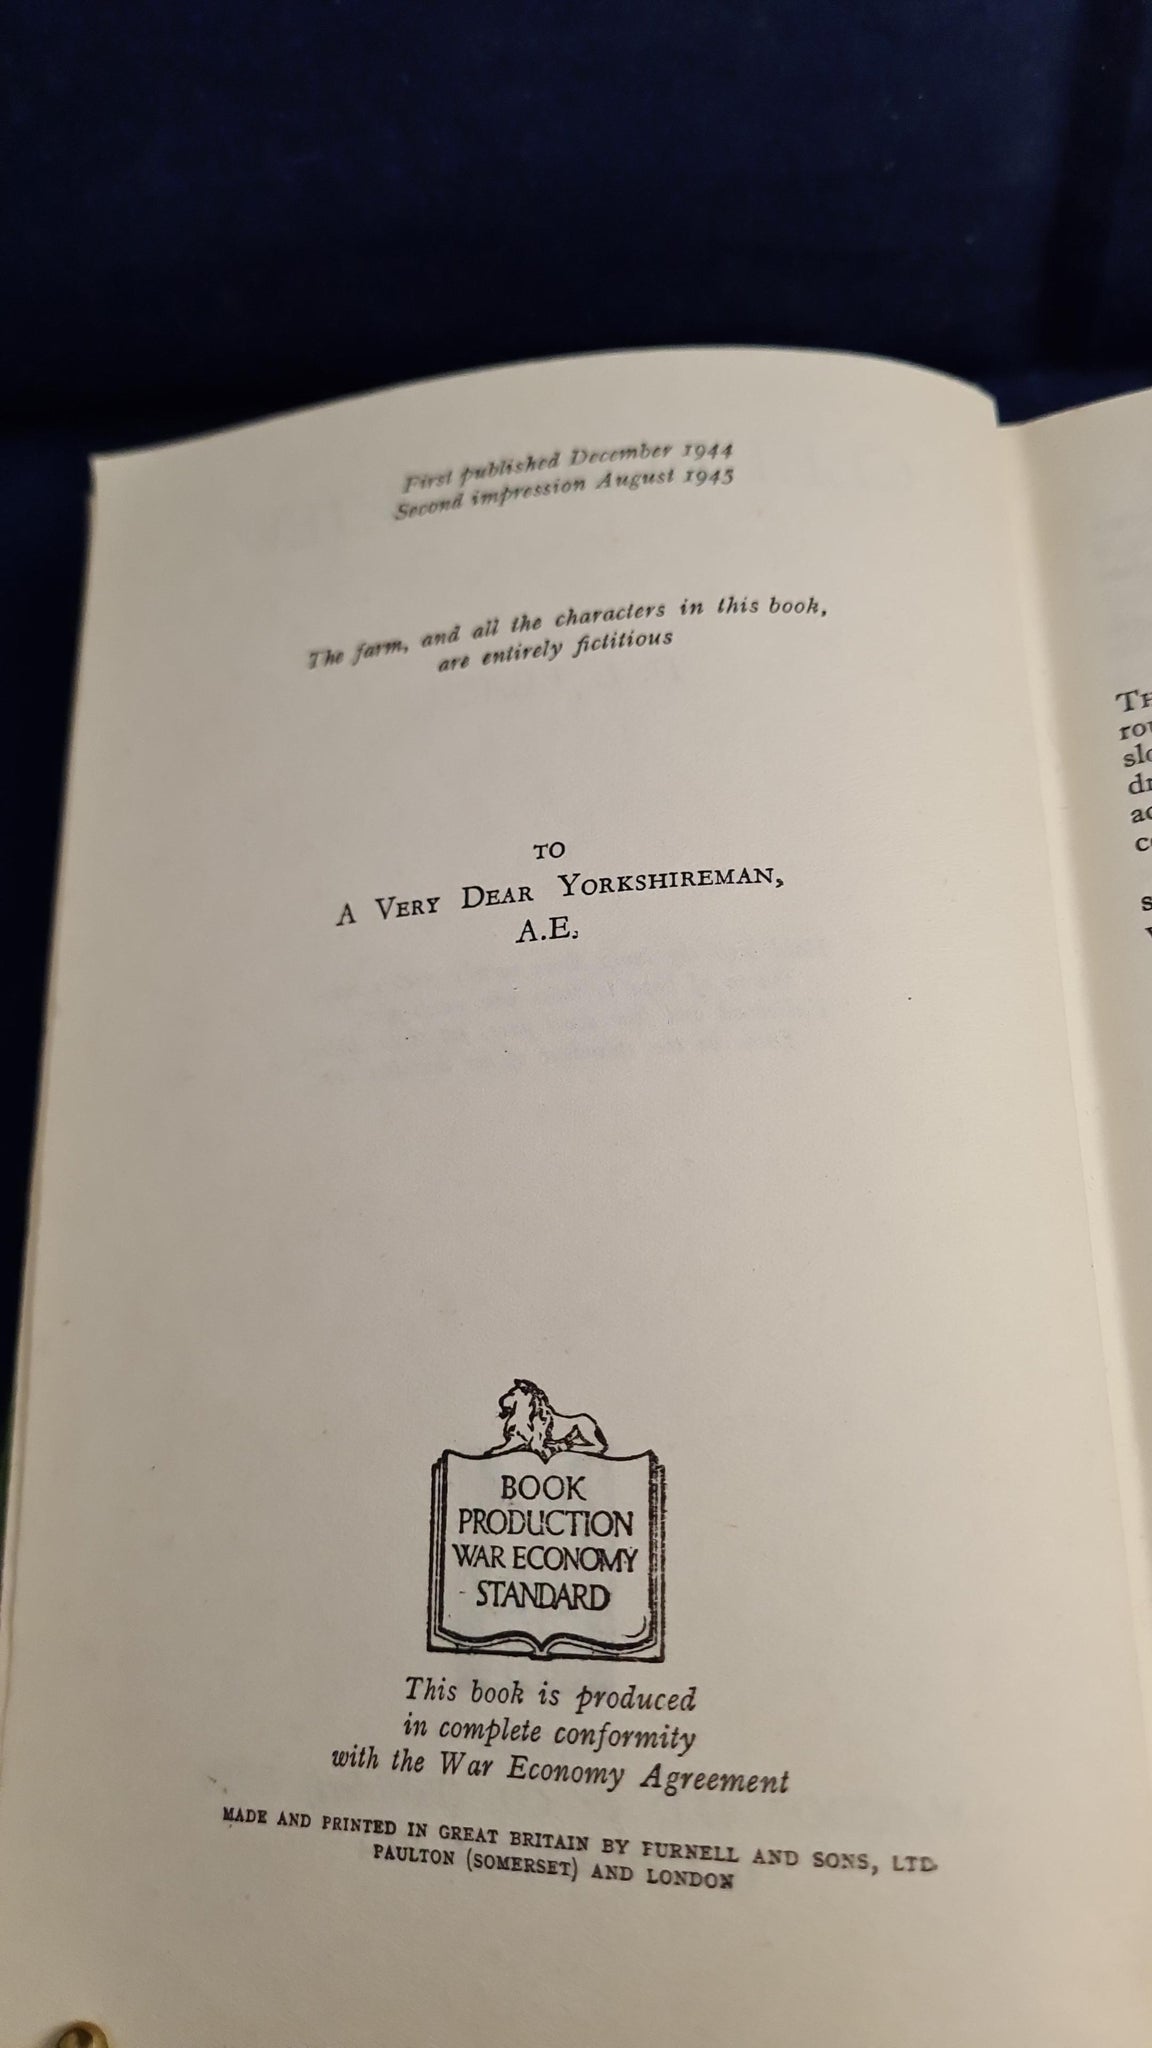 First published December 1944
Second impression August 1945
The farm, and all the characters in this book,
are entirely fictitious
TO
A VERY DEAR YORKSHIREMAN,
A.E.
BOOK
PRODUCTION
WAR ECONOMY
STANDARD
This book is produced
in complete conformity
with the War Economy Agreement
MADE AND PRINTED IN GREAT BRITAIN BY PURNELL AND SONS, LTD
PAULTON (SOMERSET) AND LONDON